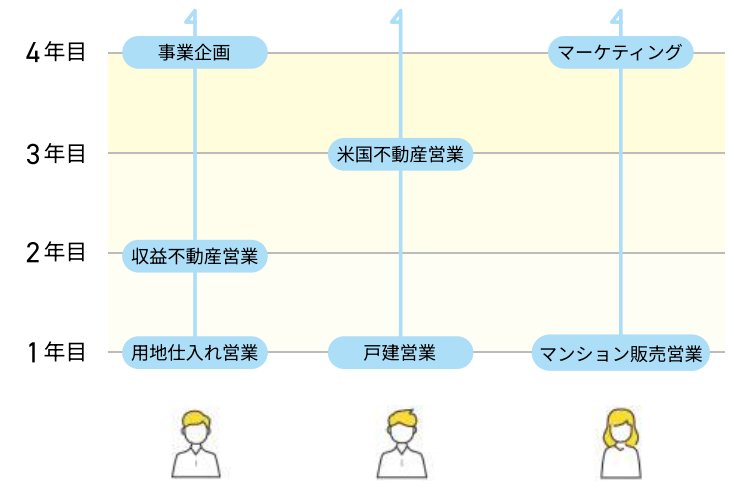 4年目
事業企画
マーケティング
3年目
米国不動産営業
2年目
収益不動産営業
1年目
用地仕入れ営業
戸建営業
マンション販売営業